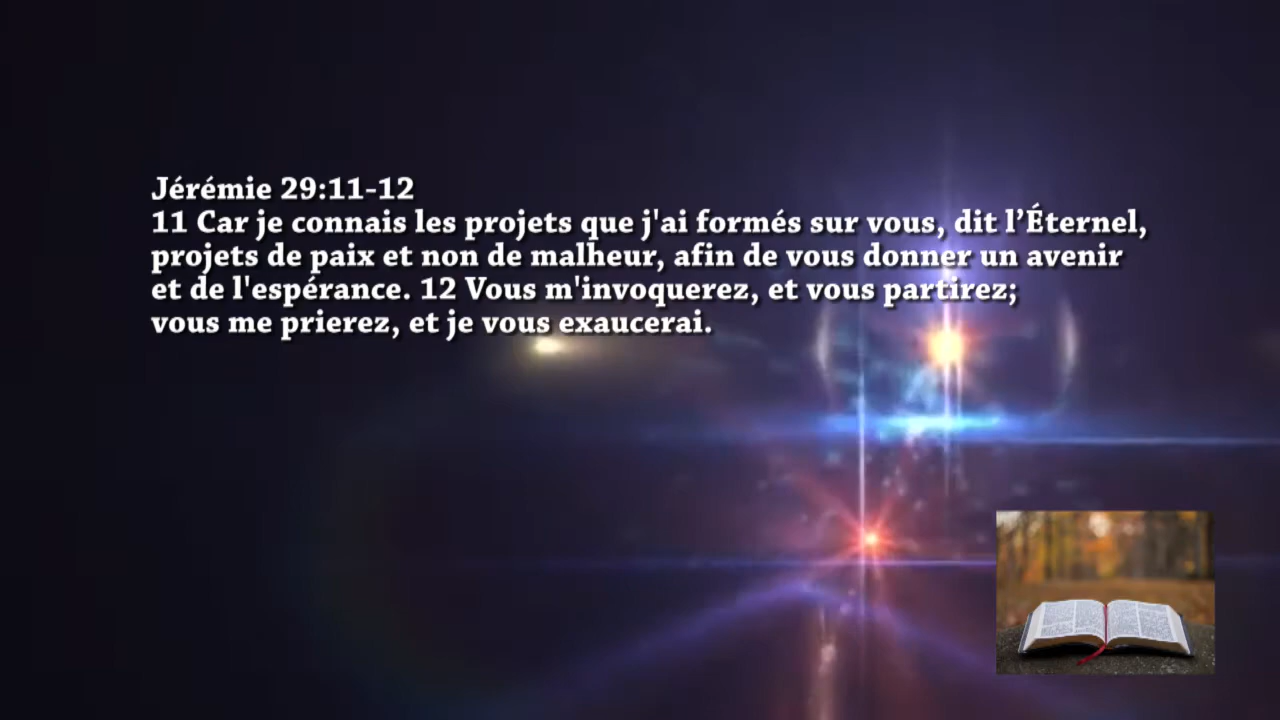 Jérémie 29:11-12
11 Car je connais les projets que j'ai formés sur vous, dit l’Éternel,
projets de paix et non de malheur, afin de vous donner un avenir
et de l'espérance. 12 Vous m'invoquerez, et vous partirez;
vous me prierez, et je vous exaucerai.